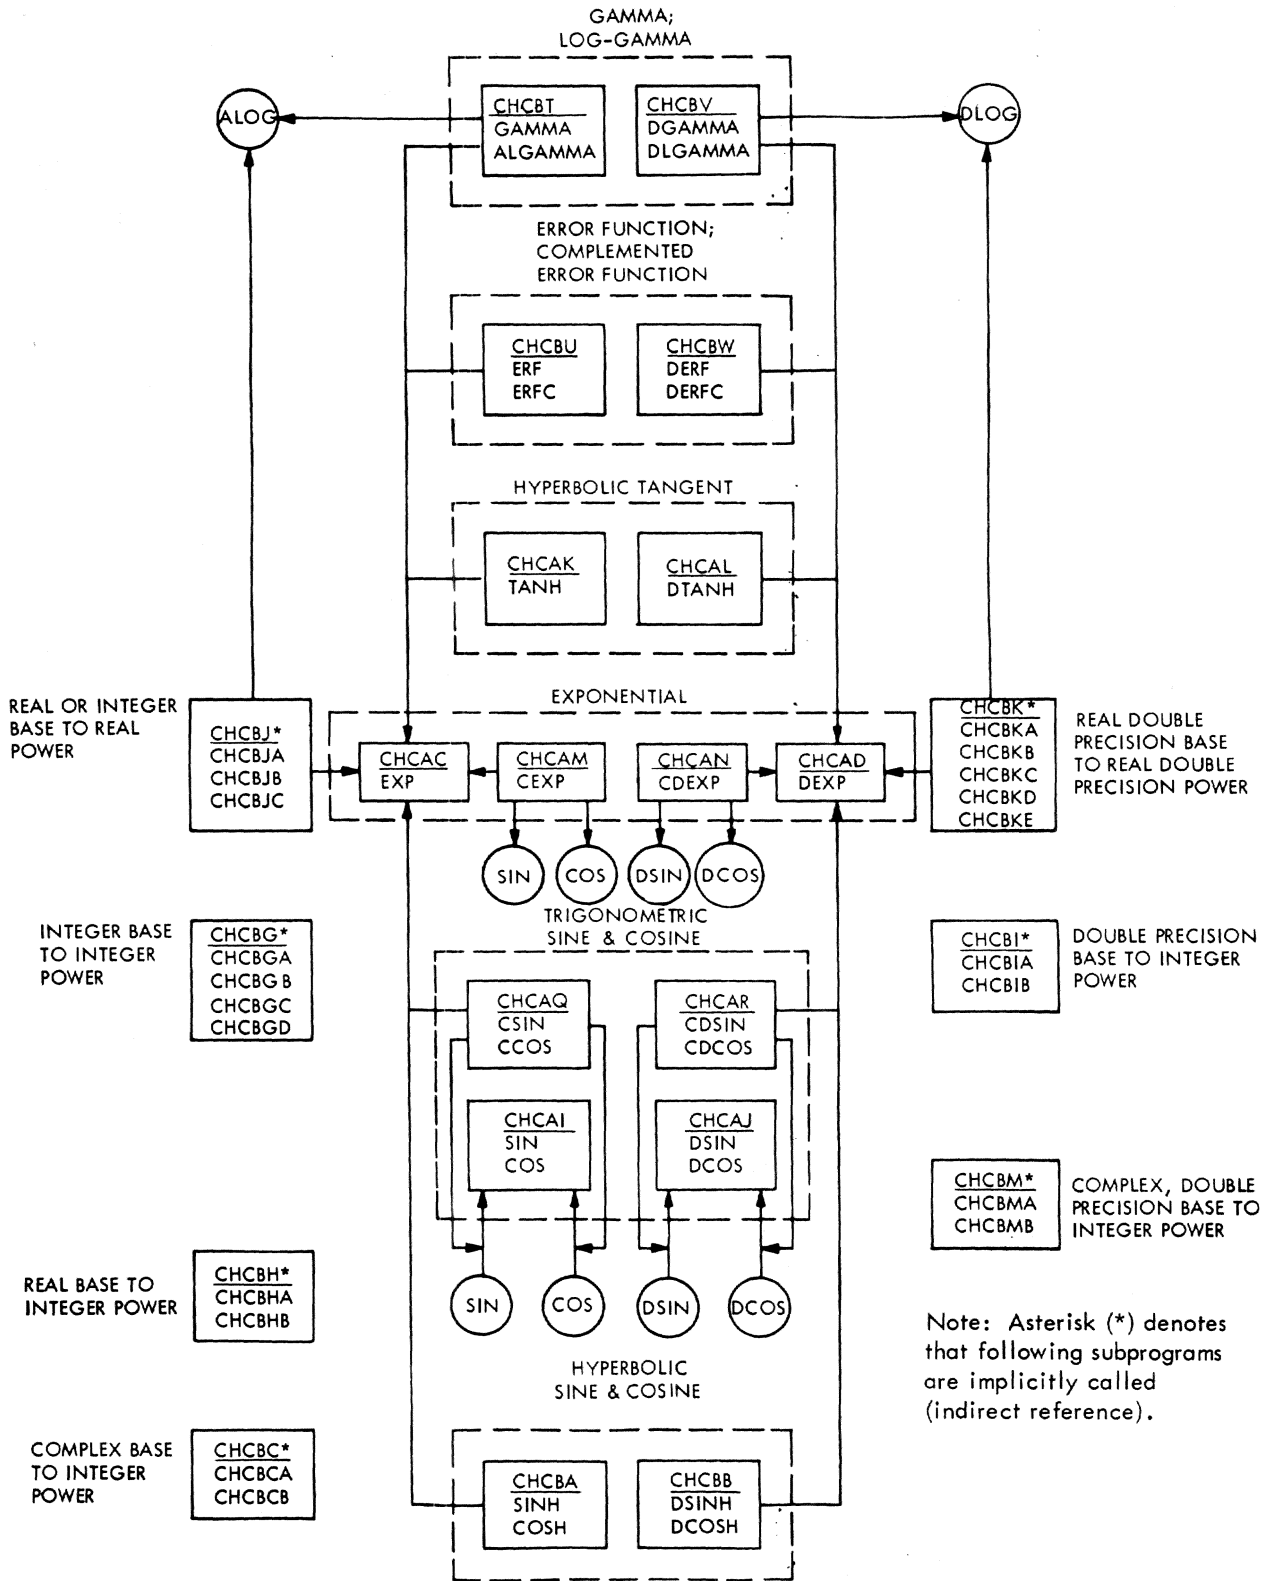 GAMMA;
LOG-GAMMA
ALOG
CHCBT
GAMMA
ALGAMMA
CHCBV
DGAMMA
DLGAMMA
DLOG
ERROR FUNCTION;
COMPLEMENTED
ERROR FUNCTION
CHCBU
ERF
ERFC
CHCBW
DERF
DERFC
HYPERBOLIC TANGENT
CHCAK
TANH
CHCAL
DTANH
REAL OR INTEGER
BASE TO REAL
POWER
CHCBJ*
CHCBJA
CHCBJB
CHCBJC
EXPONENTIAL
CHCAC
EXP
CHCAM
CEXP
CHCAN
CDEXP
CHCAD
DEXP
CHCBK*
CHCBKA
CHCBKB
CHCBKC
CHCBKD
CHCBKE
REAL DOUBLE
PRECISION BASE
TO REAL DOUBLE
PRECISION POWER
SIN
COS
DSIN
DCOS
INTEGER BASE
TO INTEGER
POWER
CHCBG*
CHCBGA
CHCBGB
CHCBGC
CHCBGD
TRIGONOMETRIC
SINE & COSINE
CHCAQ
CSIN
CCOS
CHCAR
CDSIN
CDCOS
CHCBI*
CHCBIA
CHCBIB
DOUBLE PRECISION
BASE TO INTEGER
POWER
CHCAI
SIN
COS
CHCAJ
DSIN
DCOS
CHCBM*
CHCBMA
CHCBMB
COMPLEX, DOUBLE
PRECISION BASE TO
INTEGER POWER
REAL BASE TO
INTEGER POWER
CHCBH*
CHCBHA
CHCBHB
SIN
COS
DSIN
DCOS
Note: Asterisk (*) denotes
that following subprograms
are implicitly called
(indirect reference).
HYPERBOLIC
SINE & COSINE
COMPLEX BASE
TO INTEGER
POWER
CHCBC*
CHCBCA
CHCBCB
CHCBA
SINH
COSH
CHCBB
DSINH
DCOSH